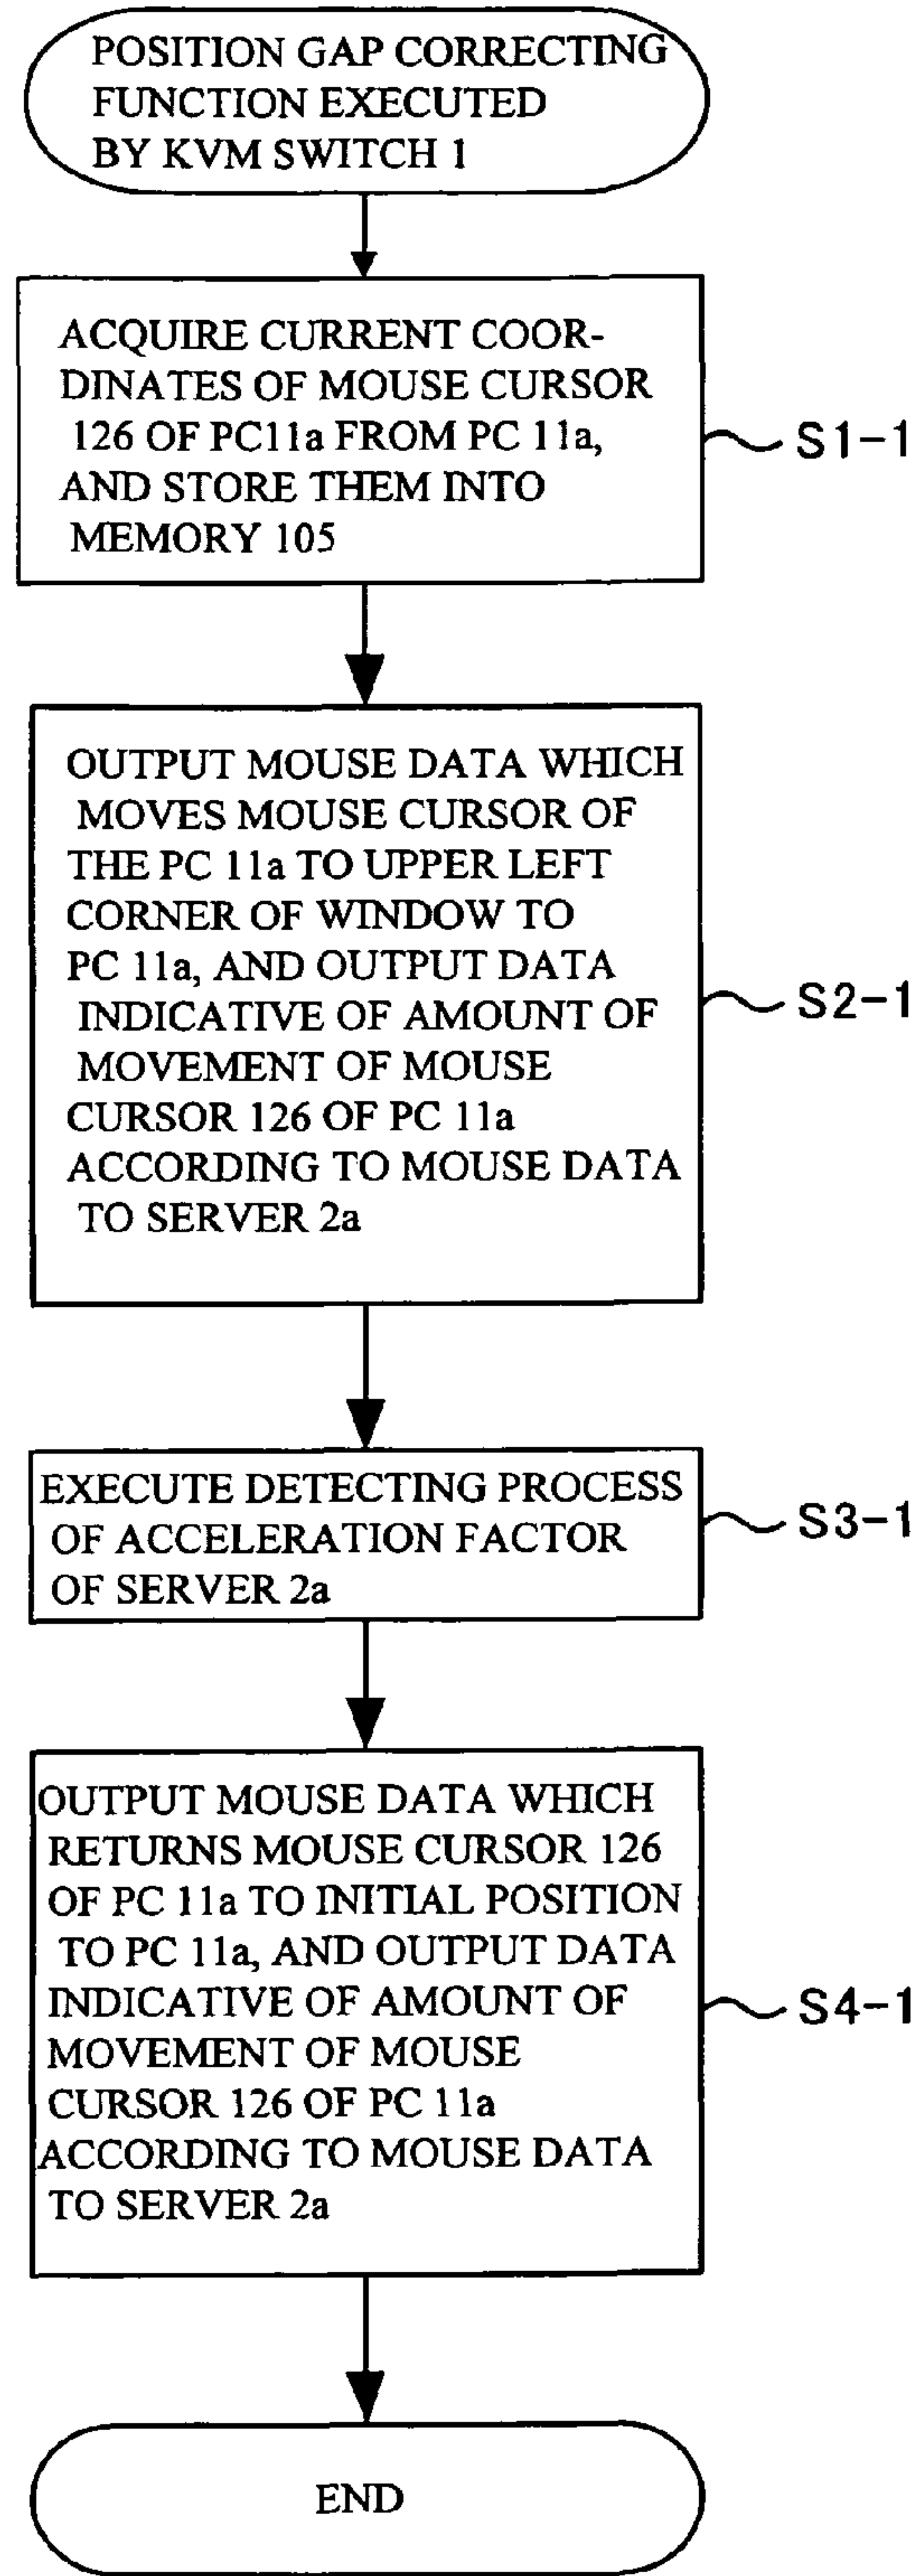 POSITION GAP CORRECTING
FUNCTION EXECUTED
BY KVM SWITCH 1
ACQUIRE CURRENT COOR-
DINATES OF MOUSE CURSOR
126 OF PC11a FROM PC 11a,
AND STORE THEM INTO
MEMORY 105
S1-1
OUTPUT MOUSE DATA WHICH
MOVES MOUSE CURSOR OF
THE PC 11a TO UPPER LEFT
CORNER OF WINDOW TO
PC 11a, AND OUTPUT DATA
INDICATIVE OF AMOUNT OF
MOVEMENT OF MOUSE
CURSOR 126 OF PC 11a
ACCORDING TO MOUSE DATA
TO SERVER 2a
S2-1
EXECUTE DETECTING PROCESS
OF ACCELERATION FACTOR
OF SERVER 2a
S3-1
OUTPUT MOUSE DATA WHICH
RETURNS MOUSE CURSOR 126
OF PC 11a TO INITIAL POSITION
TO PC 11a, AND OUTPUT DATA
INDICATIVE OF AMOUNT OF
MOVEMENT OF MOUSE
CURSOR 126 OF PC 11a
ACCORDING TO MOUSE DATA
TO SERVER 2a
S4-1
END